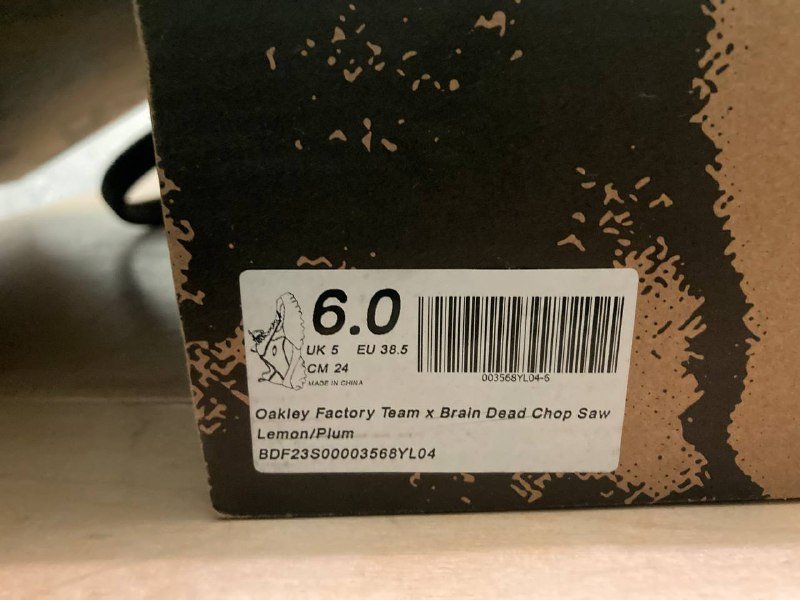 6.0
UK 5 EU 38.5
CM 24
MADE IN CHINA
003568YL04-6
Oakley Factory Team x Brain Dead Chop Saw
Lemon/Plum
BDF23S00003568YL04